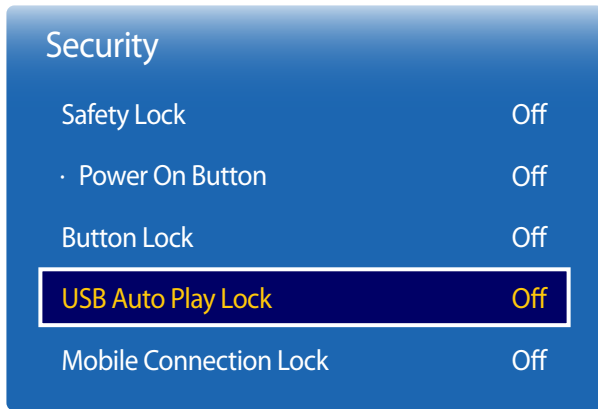 Security
Safety Lock Off
· Power On Button Off
Button Lock Off
USB Auto Play Lock Off
Mobile Connection Lock Off